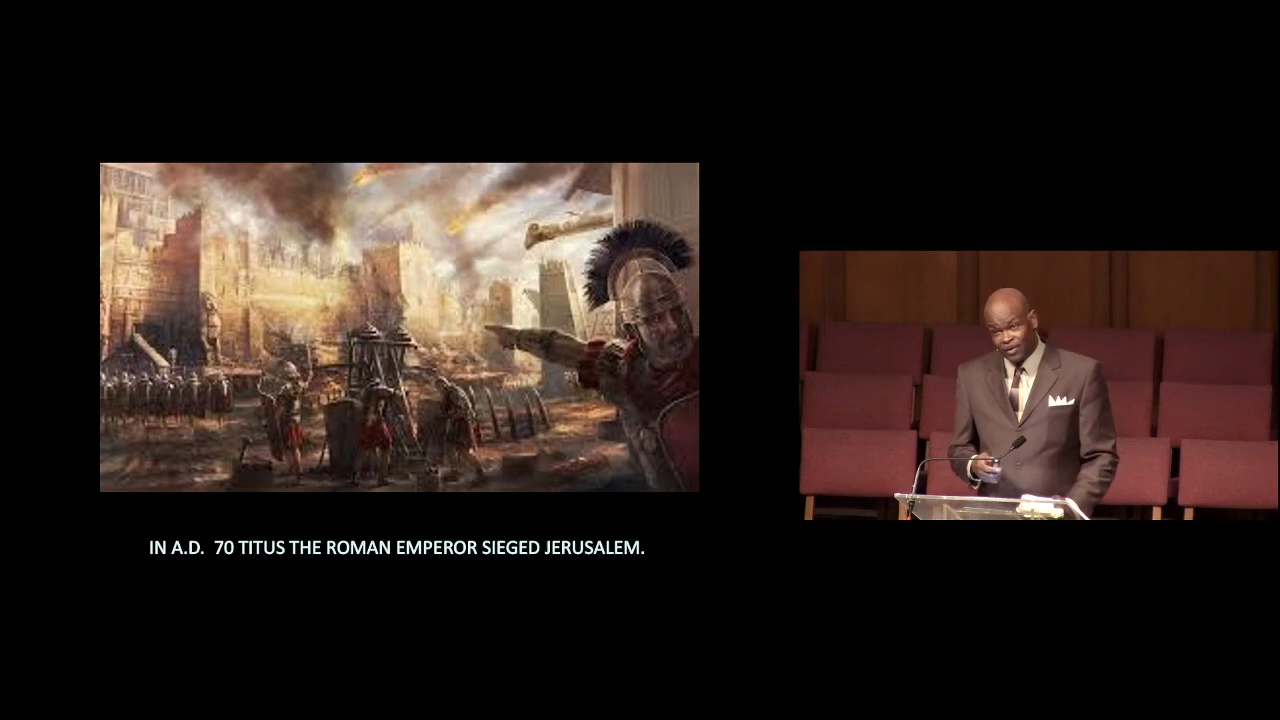 IN A.D.  70 TITUS THE ROMAN EMPEROR SIEGED JERUSALEM.